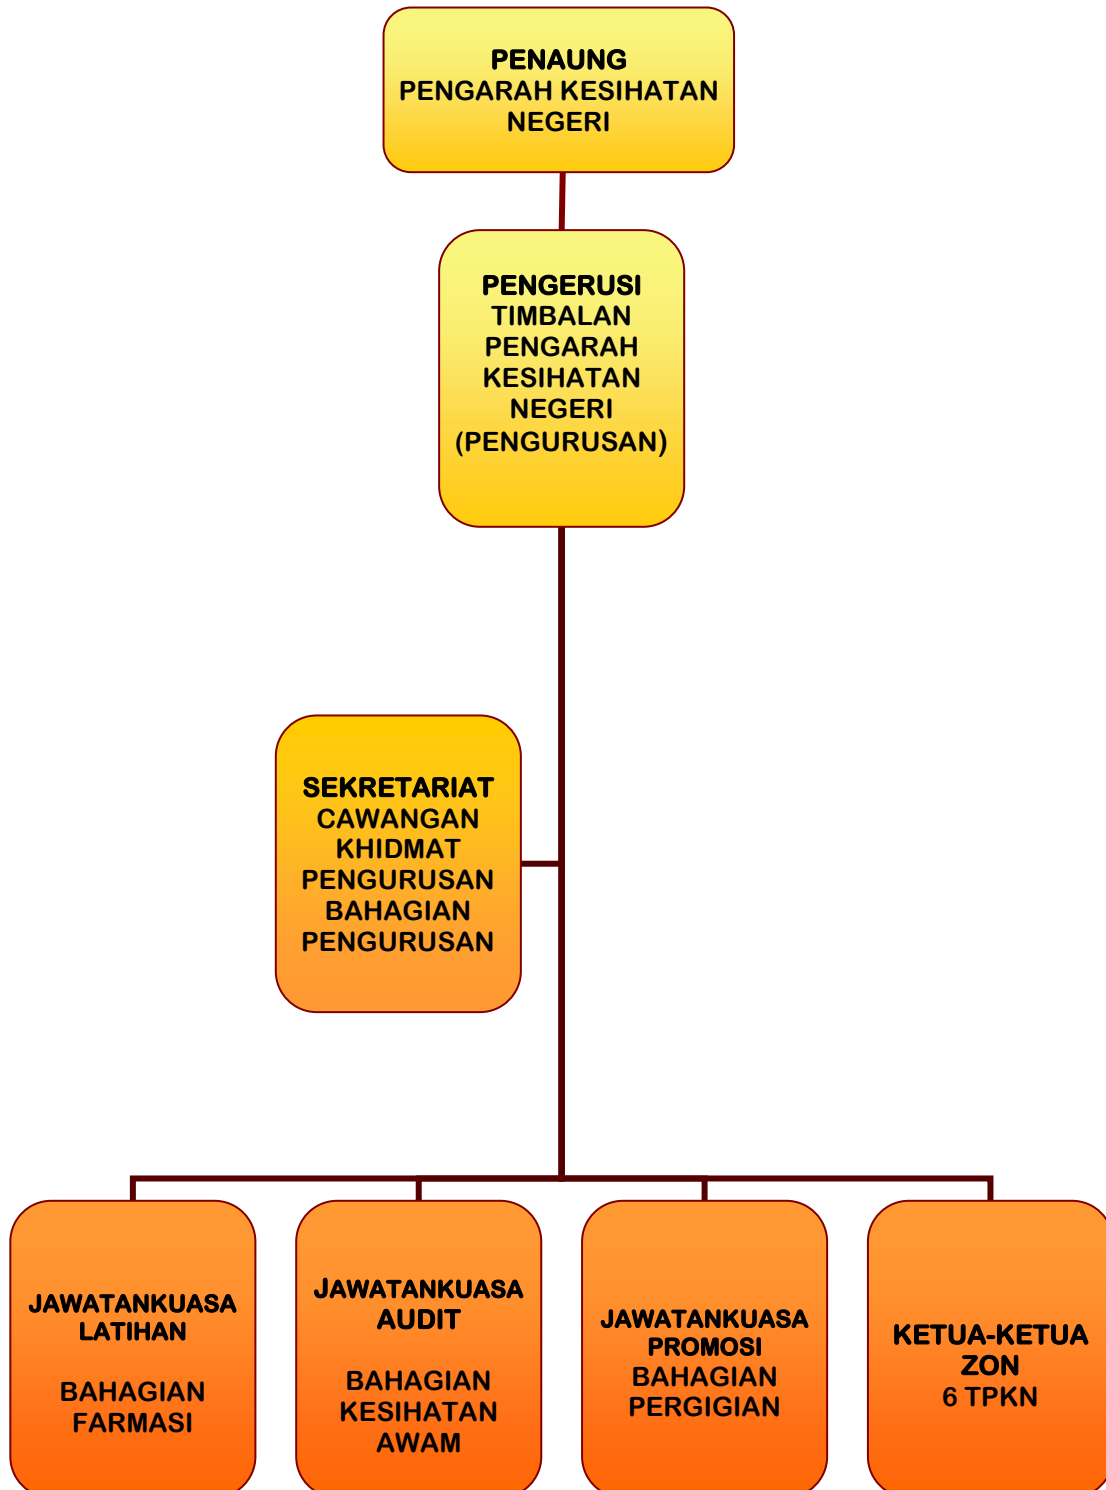 PENAUNG
PENGARAH KESIHATAN
NEGERI
PENGERUSI
TIMBALAN
PENGARAH
KESIHATAN
NEGERI
(PENGURUSAN)
SEKRETARIAT
CAWANGAN
KHIDMAT
PENGURUSAN
BAHAGIAN
PENGURUSAN
JAWATANKUASA
LATIHAN
BAHAGIAN
FARMASI
JAWATANKUASA
AUDIT
BAHAGIAN
KESIHATAN
AWAM
JAWATANKUASA
PROMOSI
BAHAGIAN
PERGIGIAN
KETUA-KETUA
ZON
6 TPKN